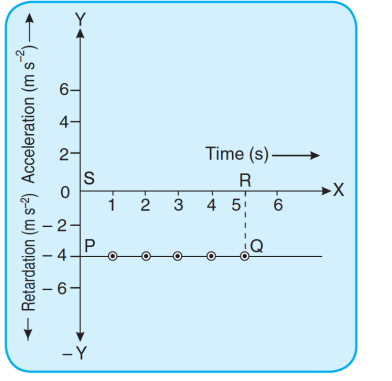 Y
Acceleration (m s⁻²)
6
4
2
Time (s)
S
R
0
X
1 2 3 4 5 6
Retardation (m s⁻²)
– 2
P
Q
– 4
– 6
– Y